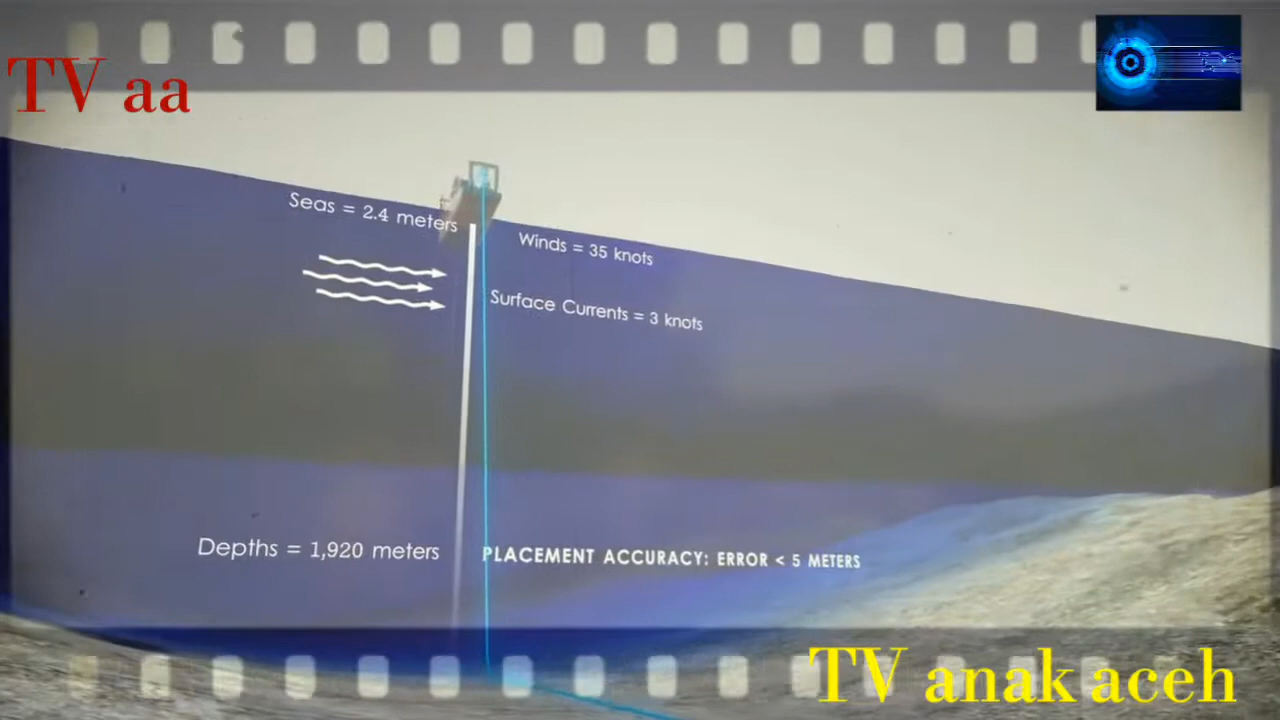 TV aa
Seas = 2.4 meters
Winds = 35 knots
Surface Currents = 3 knots
Depths = 1,920 meters
PLACEMENT ACCURACY: ERROR < 5 METERS
TV anak aceh